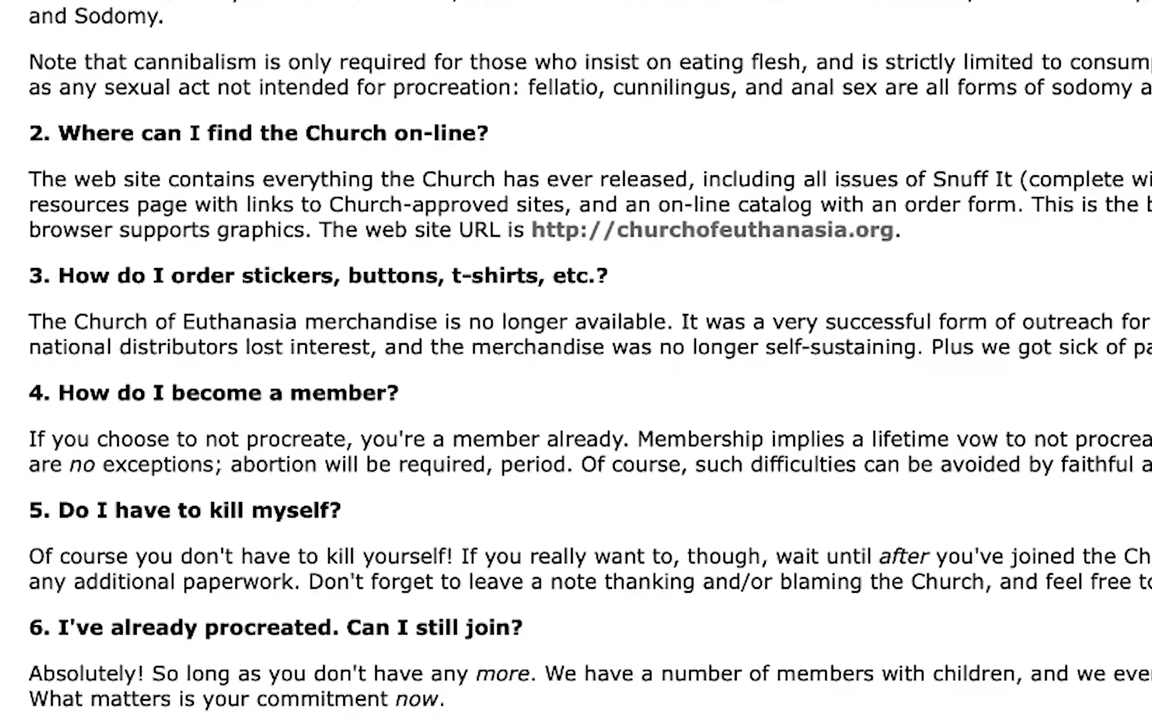 and Sodomy.
Note that cannibalism is only required for those who insist on eating flesh, and is strictly limited to consum
as any sexual act not intended for procreation: fellatio, cunnilingus, and anal sex are all forms of sodomy a
2. Where can I find the Church on-line?
The web site contains everything the Church has ever released, including all issues of Snuff It (complete wi
resources page with links to Church-approved sites, and an on-line catalog with an order form. This is the b
browser supports graphics. The web site URL is http://churchofeuthanasia.org.
3. How do I order stickers, buttons, t-shirts, etc.?
The Church of Euthanasia merchandise is no longer available. It was a very successful form of outreach for
national distributors lost interest, and the merchandise was no longer self-sustaining. Plus we got sick of pa
4. How do I become a member?
If you choose to not procreate, you're a member already. Membership implies a lifetime vow to not procrea
are no exceptions; abortion will be required, period. Of course, such difficulties can be avoided by faithful a
5. Do I have to kill myself?
Of course you don't have to kill yourself! If you really want to, though, wait until after you've joined the Ch
any additional paperwork. Don't forget to leave a note thanking and/or blaming the Church, and feel free to
6. I've already procreated. Can I still join?
Absolutely! So long as you don't have any more. We have a number of members with children, and we eve
What matters is your commitment now.